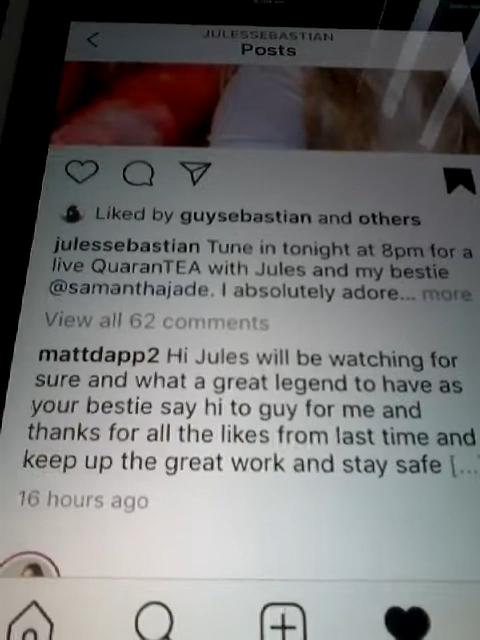 JULESSEBASTIAN
Posts
Liked by guysebastian and others
julessebastian Tune in tonight at 8pm for a
live QuaranTEA with Jules and my bestie
@samanthajade. I absolutely adore... more
View all 62 comments
mattdapp2 Hi Jules will be watching for
sure and what a great legend to have as
your bestie say hi to guy for me and
thanks for all the likes from last time and
keep up the great work and stay safe [...
16 hours ago